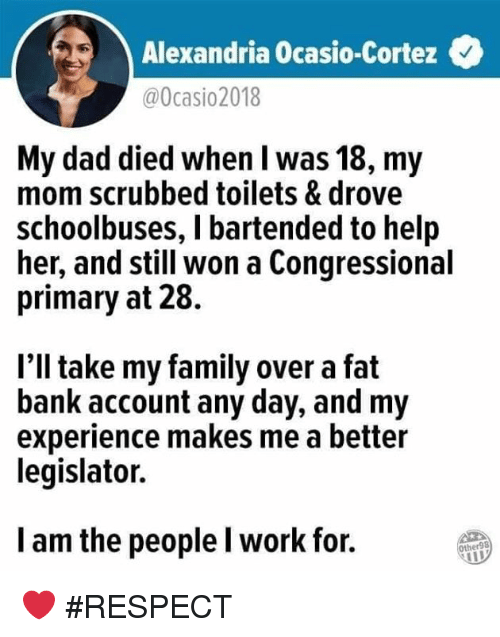 Alexandria Ocasio-Cortez
@Ocasio2018
My dad died when I was 18, my
mom scrubbed toilets & drove
schoolbuses, I bartended to help
her, and still won a Congressional
primary at 28.
I'll take my family over a fat
bank account any day, and my
experience makes me a better
legislator.
I am the people I work for.
Other98
❤ #RESPECT